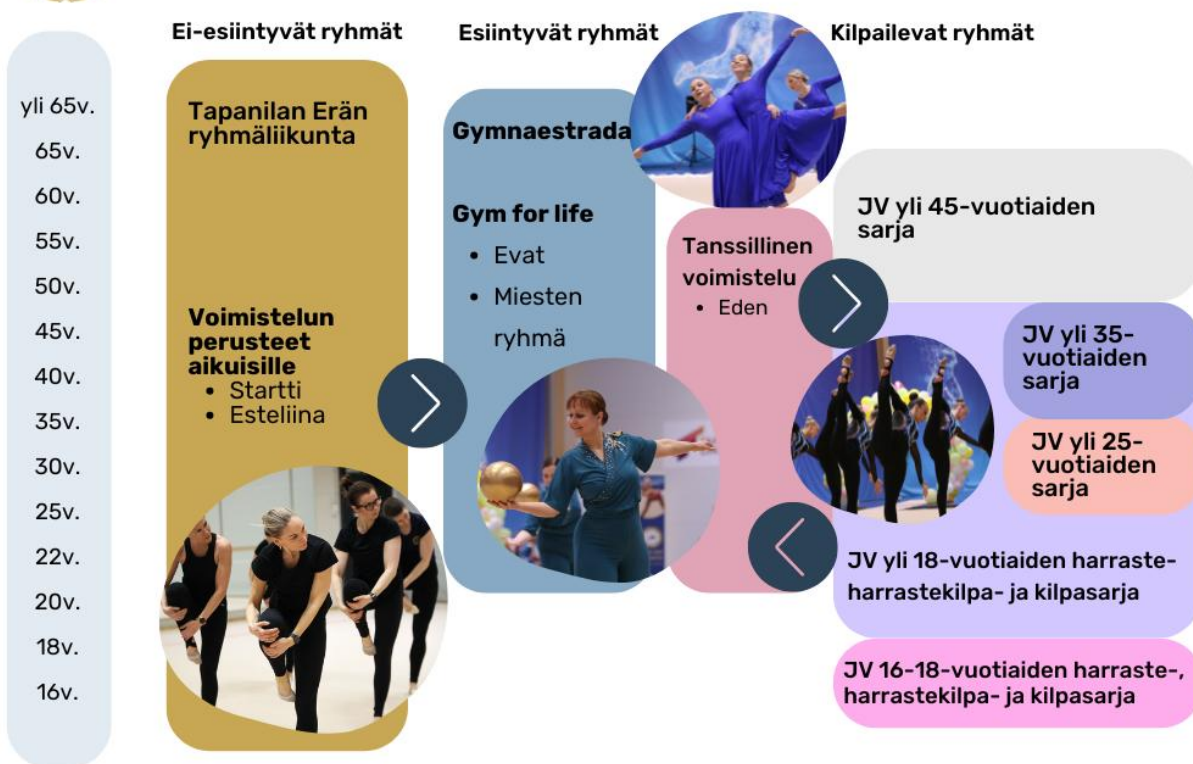 Ei-esiintyvät ryhmät
Esiintyvät ryhmät
Kilpailevat ryhmät
yli 65v.
65v.
60v.
55v.
50v.
45v.
40v.
35v.
30v.
25v.
22v.
20v.
18v.
16v.
Tapanilan Erän
ryhmäliikunta
Voimistelun
perusteet
aikuisille
• Startti
• Esteliina
Gymnaestrada
Gym for life
• Evat
• Miesten
ryhmä
Tanssillinen
voimistelu
• Eden
JV yli 45-vuotiaiden
sarja
JV yli 35-
vuotiaiden
sarja
JV yli 25-
vuotiaiden
sarja
JV yli 18-vuotiaiden harraste-
harrastekilpa- ja kilpasarja
JV 16-18-vuotiaiden harraste-,
harrastekilpa- ja kilpasarja